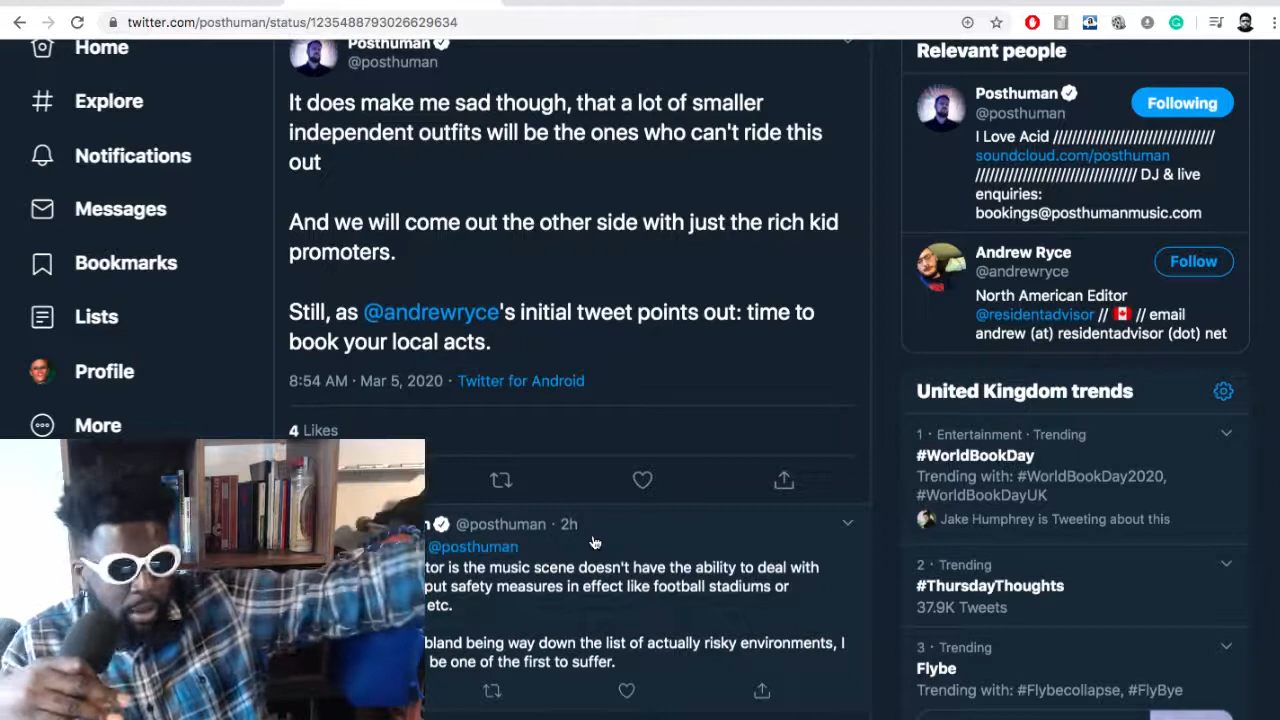 twitter.com/posthuman/status/1235488793026629634
Home
Explore
Notifications
Messages
Bookmarks
Lists
Profile
More
Posthuman
@posthuman
It does make me sad though, that a lot of smaller
independent outfits will be the ones who can't ride this
out
And we will come out the other side with just the rich kid
promoters.
Still, as @andrewryce's initial tweet points out: time to
book your local acts.
8:54 AM · Mar 5, 2020 · Twitter for Android
4 Likes
@posthuman · 2h
@posthuman
is the music scene doesn't have the ability to deal with
put safety measures in effect like football stadiums or
etc.
being way down the list of actually risky environments, I
be one of the first to suffer.
Relevant people
Posthuman
@posthuman
Following
I Love Acid /////////////////////////////////
soundcloud.com/posthuman
/////////////////////////////// DJ & live
enquiries:
bookings@posthumanmusic.com
Andrew Ryce
@andrewryce
Follow
North American Editor
@residentadvisor // 🇨🇦 // email
andrew (at) residentadvisor (dot) net
United Kingdom trends
1 · Entertainment · Trending
#WorldBookDay
Trending with: #WorldBookDay2020,
#WorldBookDayUK
Jake Humphrey is Tweeting about this
2 · Trending
#ThursdayThoughts
37.9K Tweets
3 · Trending
Flybe
Trending with: #Flybecollapse, #FlyBye